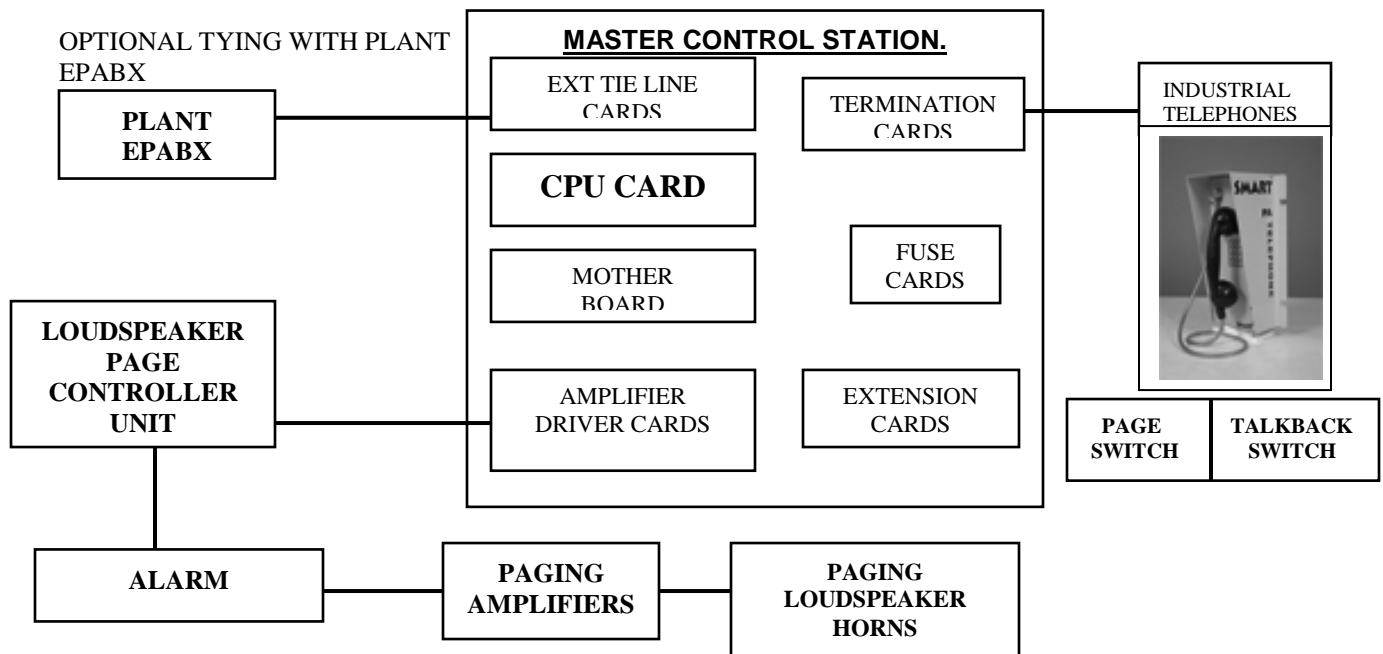 OPTIONAL TYING WITH PLANT
EPABX
PLANT
EPABX
MASTER CONTROL STATION.
EXT TIE LINE
CARDS
TERMINATION
CARDS
CPU CARD
FUSE
CARDS
MOTHER
BOARD
AMPLIFIER
DRIVER CARDS
EXTENSION
CARDS
INDUSTRIAL
TELEPHONES
SMART
PA TELEPHONE
PAGE
SWITCH
TALKBACK
SWITCH
LOUDSPEAKER
PAGE
CONTROLLER
UNIT
ALARM
PAGING
AMPLIFIERS
PAGING
LOUDSPEAKER
HORNS